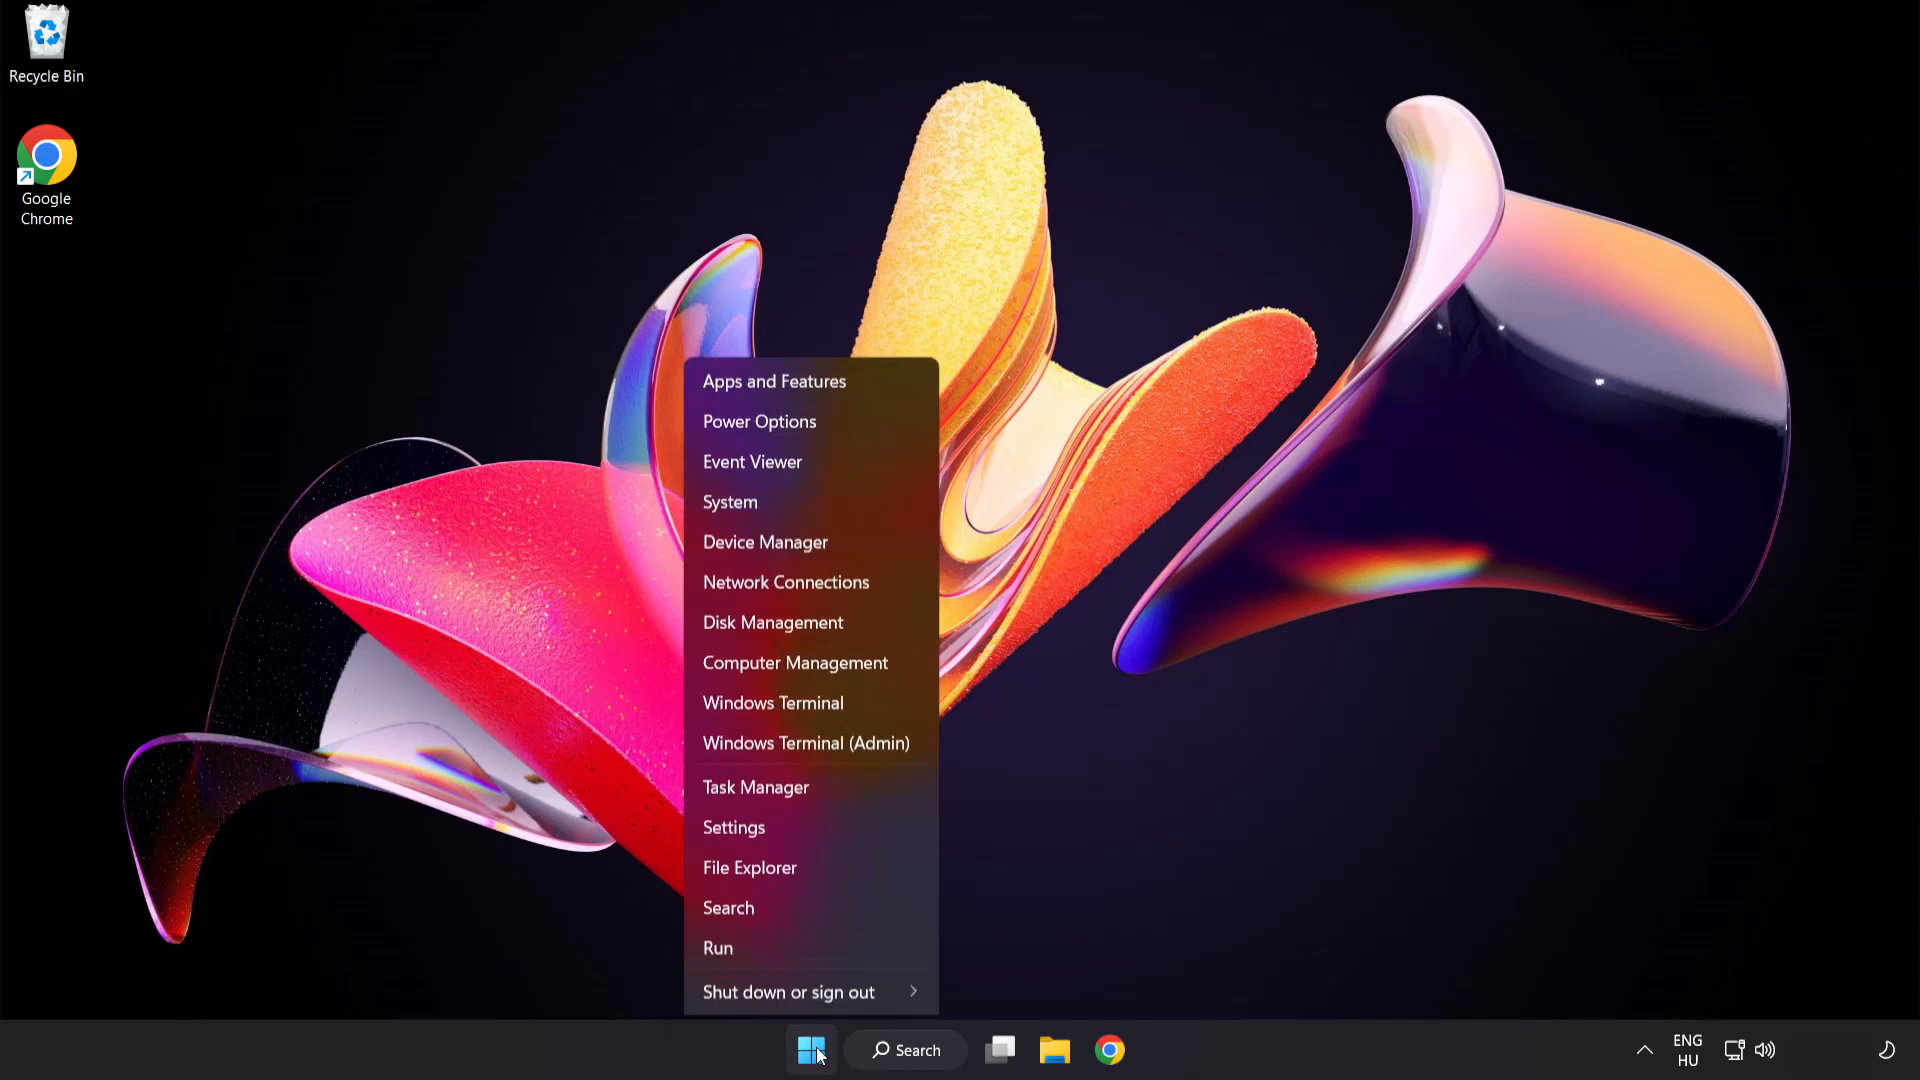 Recycle Bin
Google
Chrome
Apps and Features
Power Options
Event Viewer
System
Device Manager
Network Connections
Disk Management
Computer Management
Windows Terminal
Windows Terminal (Admin)
Task Manager
Settings
File Explorer
Search
Run
Shut down or sign out
Search
ENG
HU